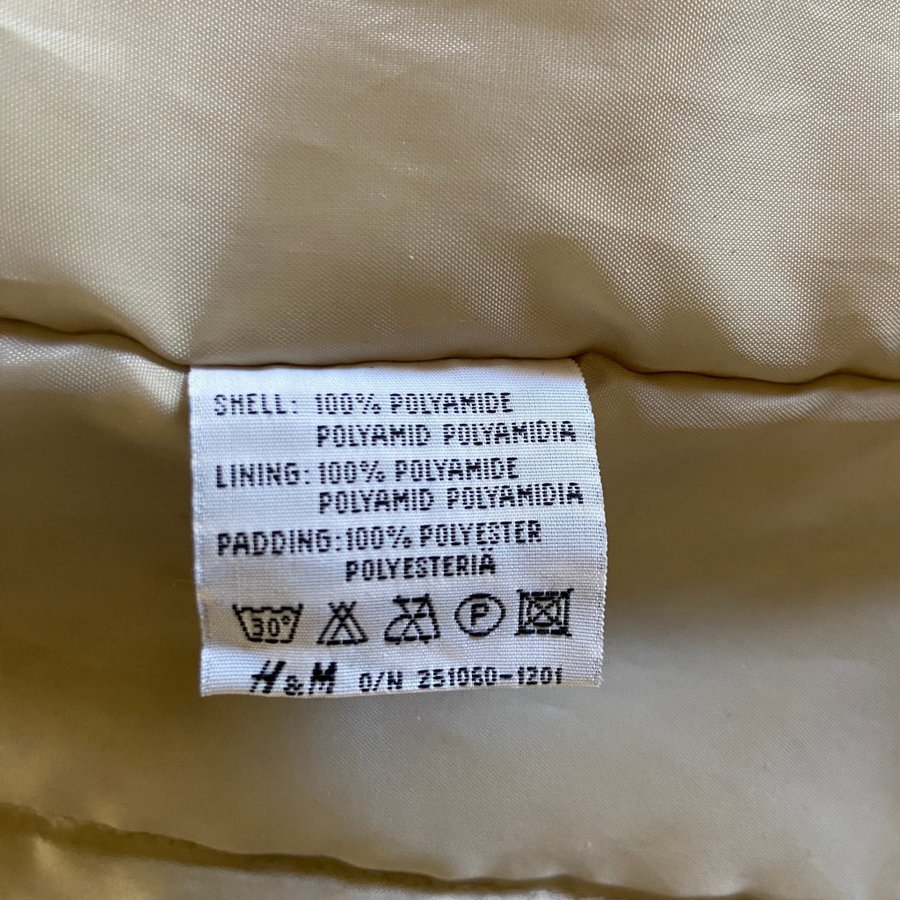 SHELL: 100% POLYAMIDE
POLYAMID POLYAMIDIA
LINING: 100% POLYAMIDE
POLYAMID POLYAMIDIA
PADDING: 100% POLYESTER
POLYESTERIÄ
30° P
H&M O/N 251060-1201